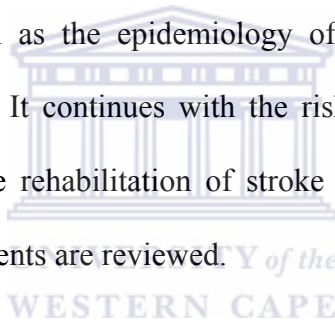 as the epidemiology of
It continues with the risk
e rehabilitation of stroke
ents are reviewed.
UNIVERSITY of the
WESTERN CAPE